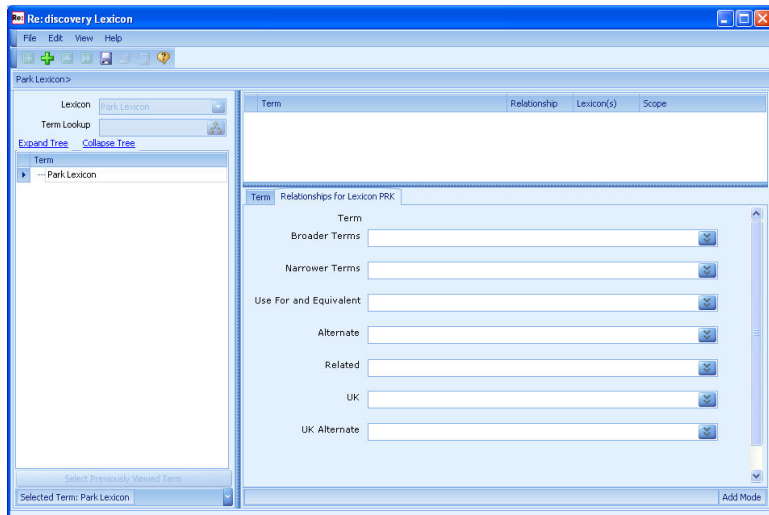 Re: Re:discovery Lexicon
File Edit View Help
Park Lexicon>
Lexicon Park Lexicon
Term Lookup
Expand Tree Collapse Tree
Term
Park Lexicon
Select Previously Viewed Term
Selected Term: Park Lexicon
Term Relationship Lexicon(s) Scope
Term Relationships for Lexicon PRK
Term
Broader Terms
Narrower Terms
Use For and Equivalent
Alternate
Related
UK
UK Alternate
Add Mode